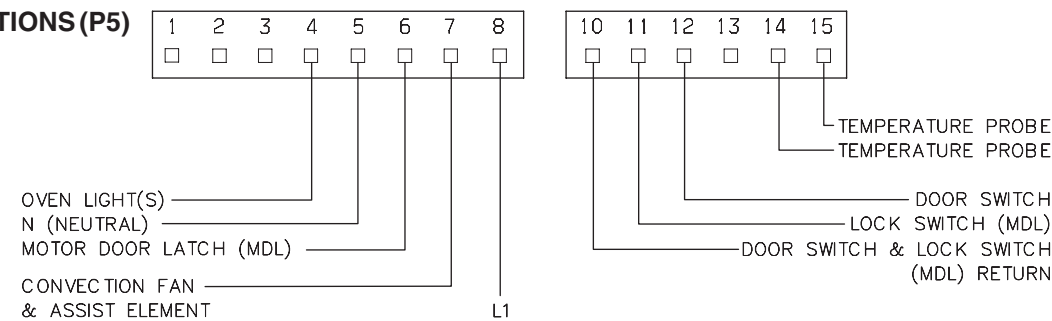 TIONS (P5)
1 2 3 4 5 6 7 8 10 11 12 13 14 15
TEMPERATURE PROBE
TEMPERATURE PROBE
OVEN LIGHT(S)
N (NEUTRAL)
MOTOR DOOR LATCH (MDL)
CONVECTION FAN
& ASSIST ELEMENT
L1
DOOR SWITCH
LOCK SWITCH (MDL)
DOOR SWITCH & LOCK SWITCH
(MDL) RETURN